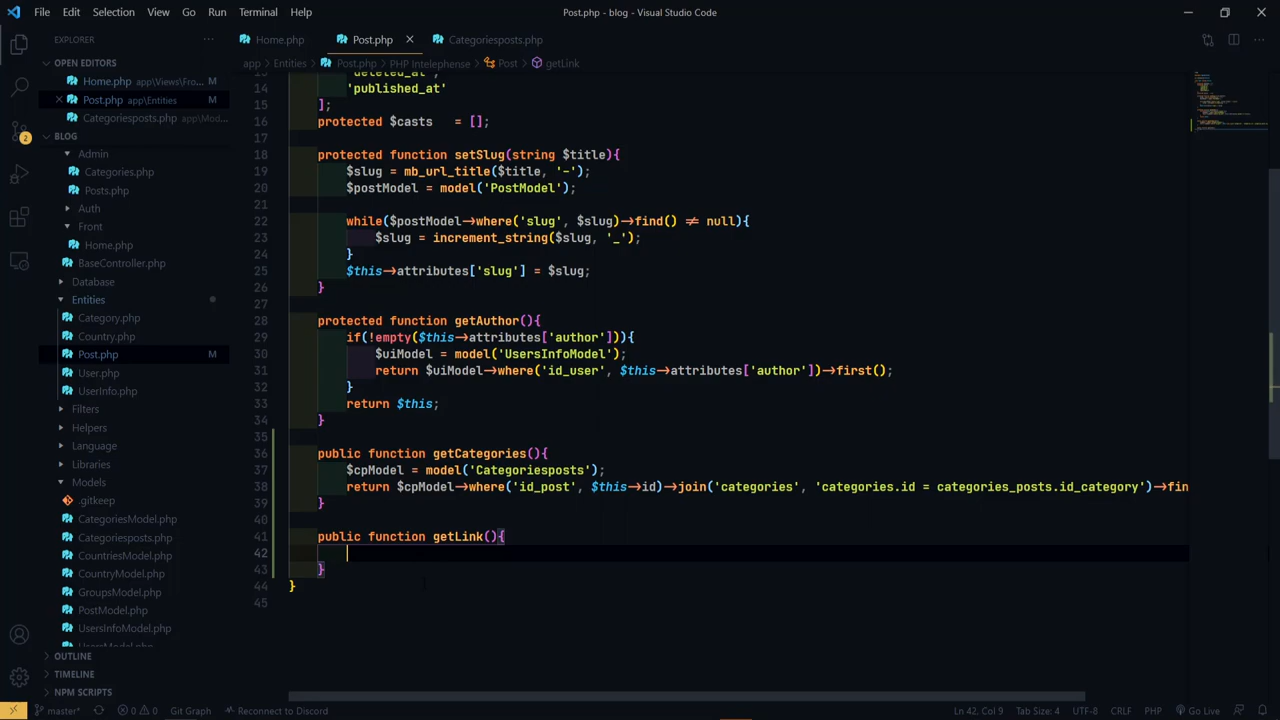 File Edit Selection View Go Run Terminal Help
Post.php - blog - Visual Studio Code
EXPLORER
Home.php
Post.php
Categoriesposts.php
OPEN EDITORS
Home.php app\Views\Fro... M
Post.php app\Entities M
Categoriesposts.php app\Mod...
BLOG
Admin
Categories.php
Posts.php
Auth
Front
Home.php
BaseController.php
Database
Entities
Category.php
Country.php
Post.php M
User.php
UserInfo.php
Filters
Helpers
Language
Libraries
Models
.gitkeep
CategoriesModel.php
Categoriesposts.php
CountriesModel.php
CountryModel.php
GroupsModel.php
PostModel.php
UsersInfoModel.php
UsersModel.php
OUTLINE
TIMELINE
NPM SCRIPTS
2
app > Entities > Post.php > PHP Intelephense > Post > getLink
13 'deleted_at',
14 'published_at'
15 ];
16 protected $casts = [];
17
18 protected function setSlug(string $title){
19 $slug = mb_url_title($title, '-');
20 $postModel = model('PostModel');
21
22 while($postModel->where('slug', $slug)->find() != null){
23 $slug = increment_string($slug, '_');
24 }
25 $this->attributes['slug'] = $slug;
26 }
27
28 protected function getAuthor(){
29 if(!empty($this->attributes['author'])){
30 $uiModel = model('UsersInfoModel');
31 return $uiModel->where('id_user', $this->attributes['author'])->first();
32 }
33 return $this;
34 }
35
36 public function getCategories(){
37 $cpModel = model('Categoriesposts');
38 return $cpModel->where('id_post', $this->id)->join('categories', 'categories.id = categories_posts.id_category')->fin
39 }
40
41 public function getLink(){
42
43 }
44 }
45
master* 0 0 Git Graph Reconnect to Discord
Ln 42, Col 9 Tab Size: 4 UTF-8 CRLF PHP Go Live